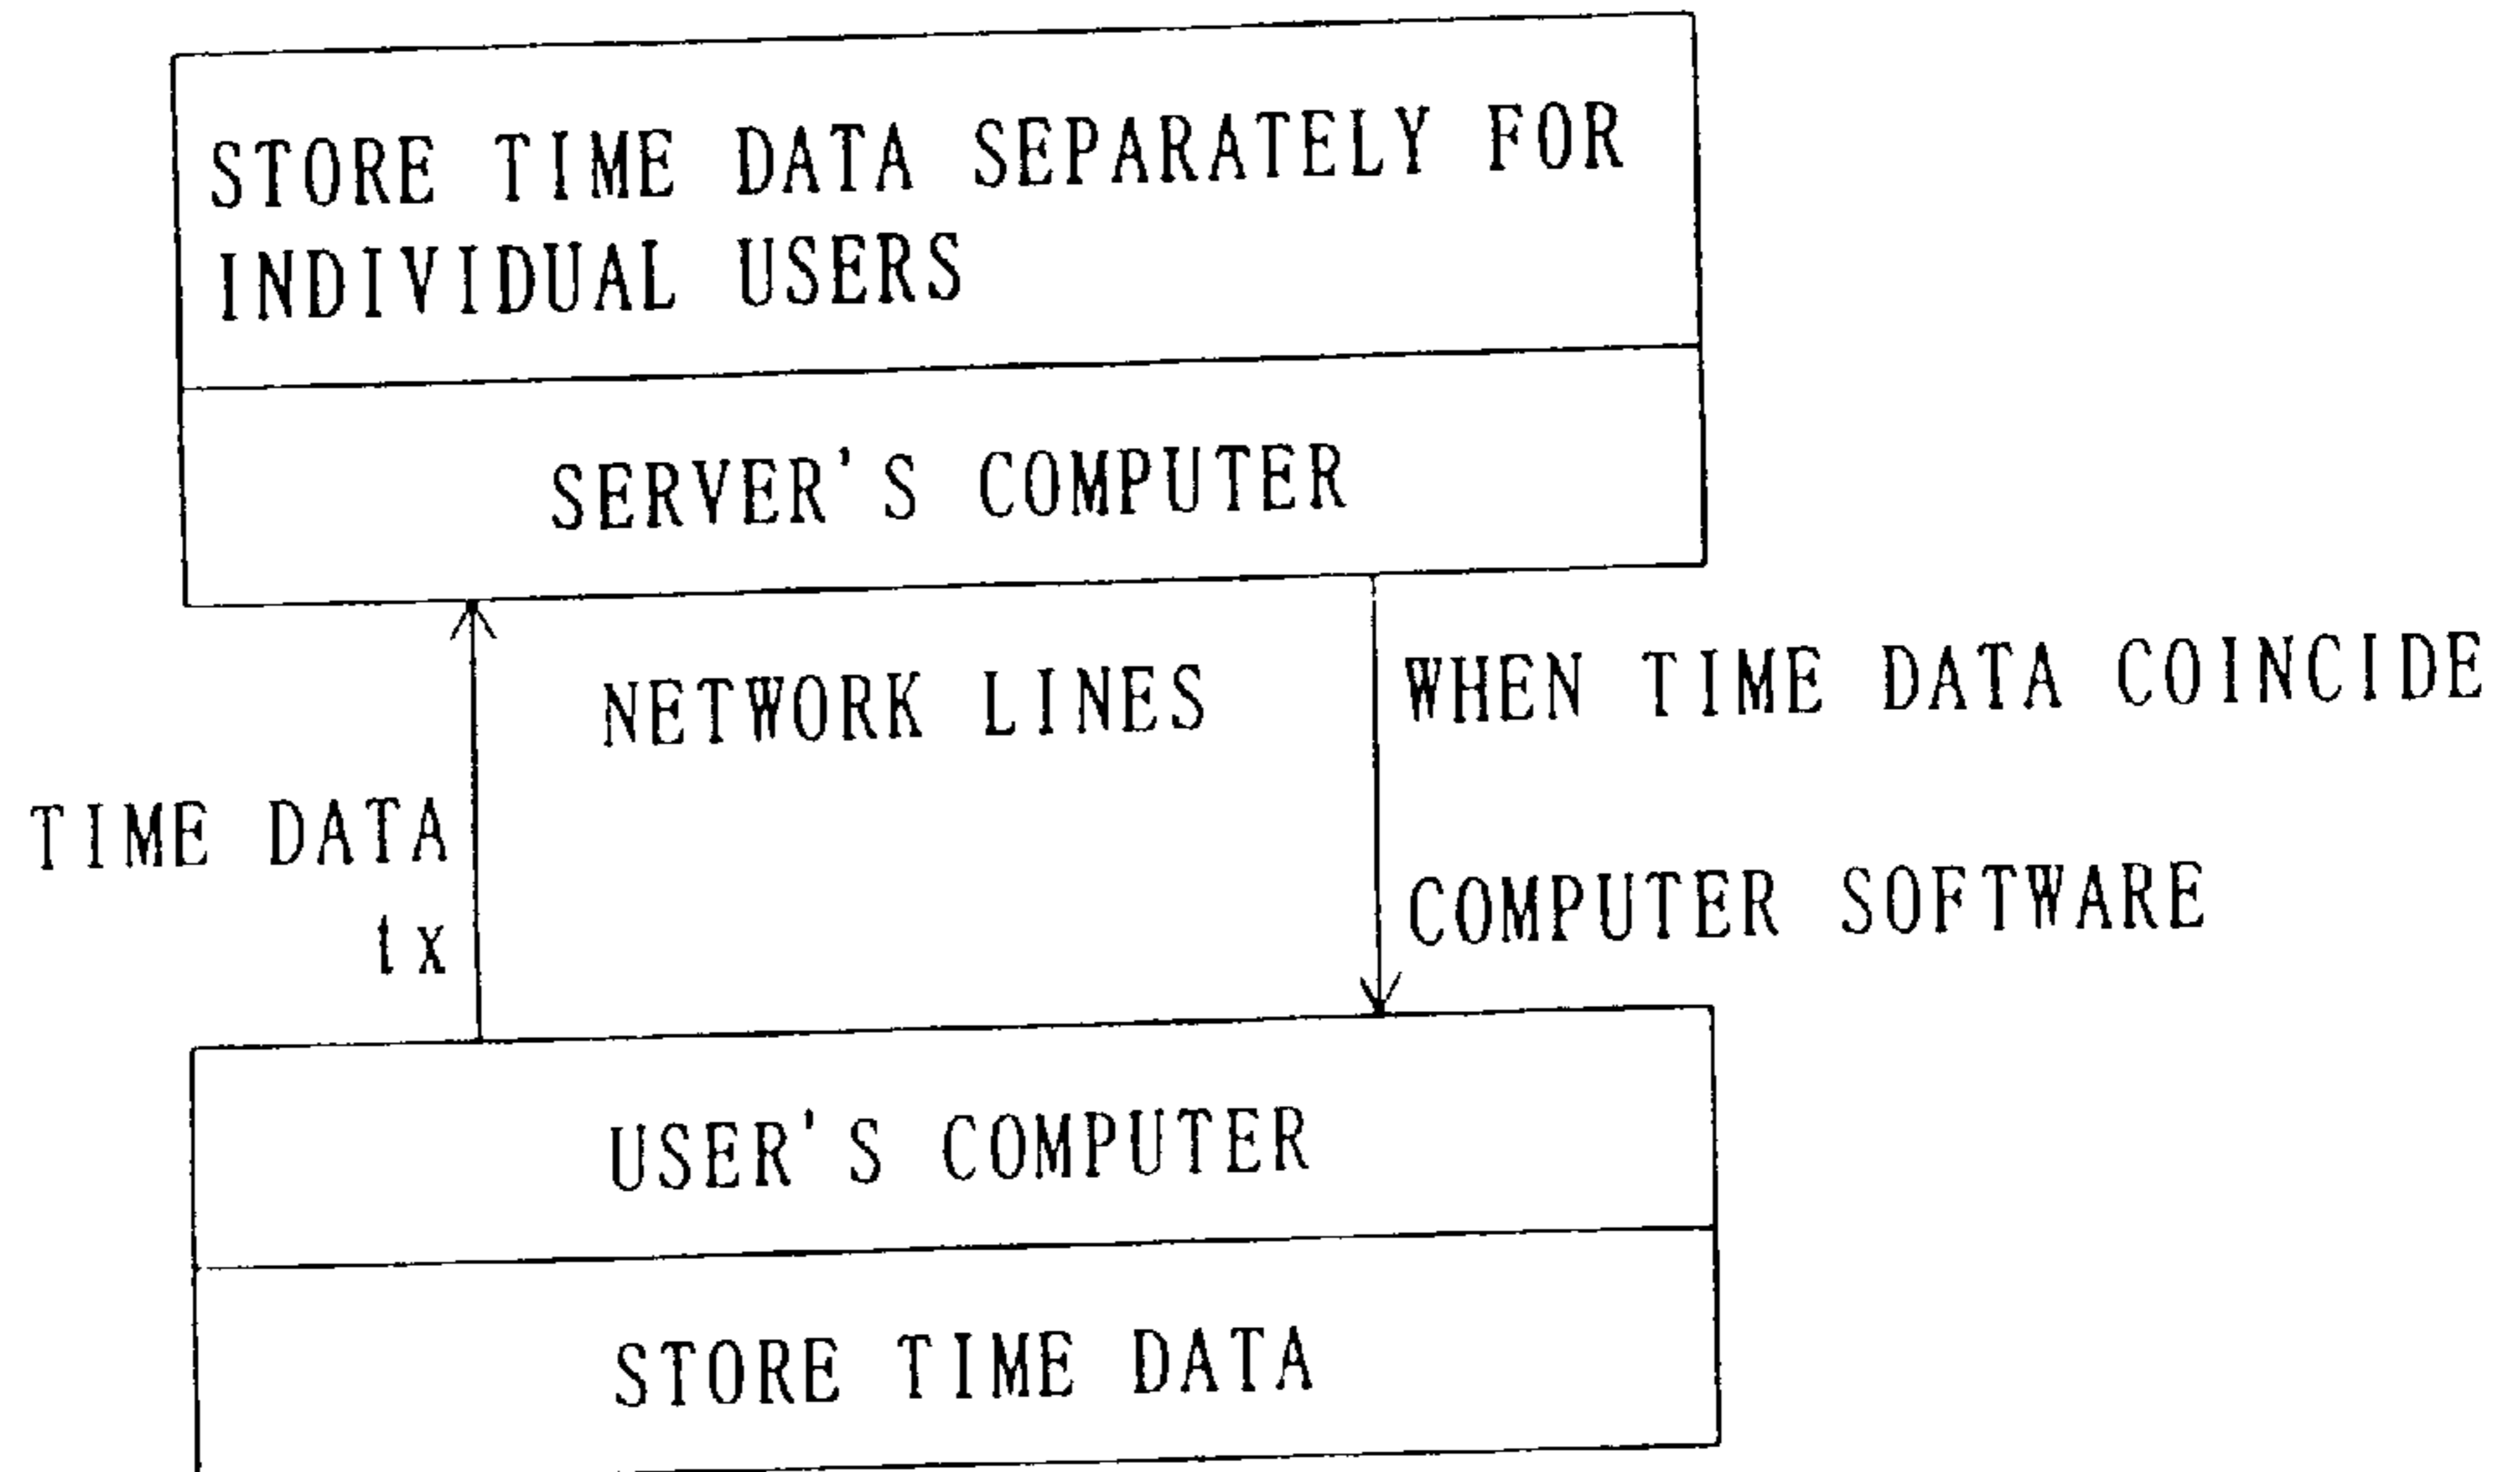 STORE TIME DATA SEPARATELY FOR
INDIVIDUAL USERS
SERVER'S COMPUTER
NETWORK LINES
WHEN TIME DATA COINCIDE
TIME DATA
tx
COMPUTER SOFTWARE
USER'S COMPUTER
STORE TIME DATA